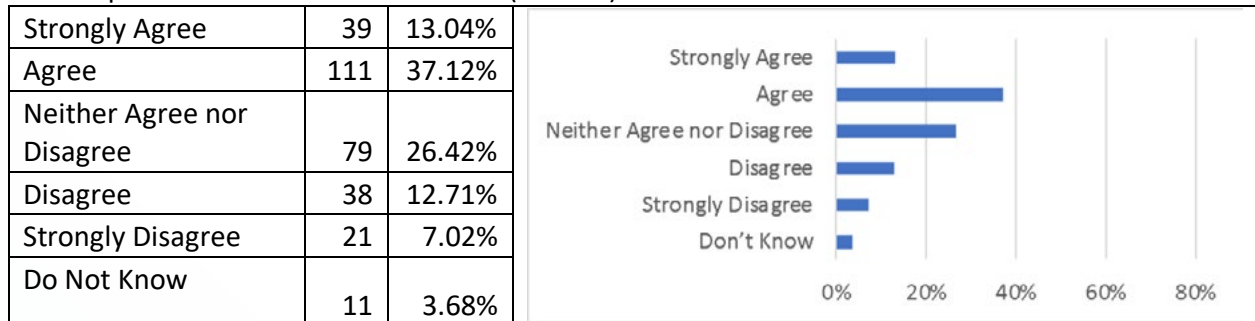 Strongly Agree 39 13.04%
Agree 111 37.12%
Neither Agree nor
Disagree 79 26.42%
Disagree 38 12.71%
Strongly Disagree 21 7.02%
Do Not Know
11 3.68%
Strongly Agree
Agree
Neither Agree nor Disagree
Disagree
Strongly Disagree
Don't Know
0% 20% 40% 60% 80%